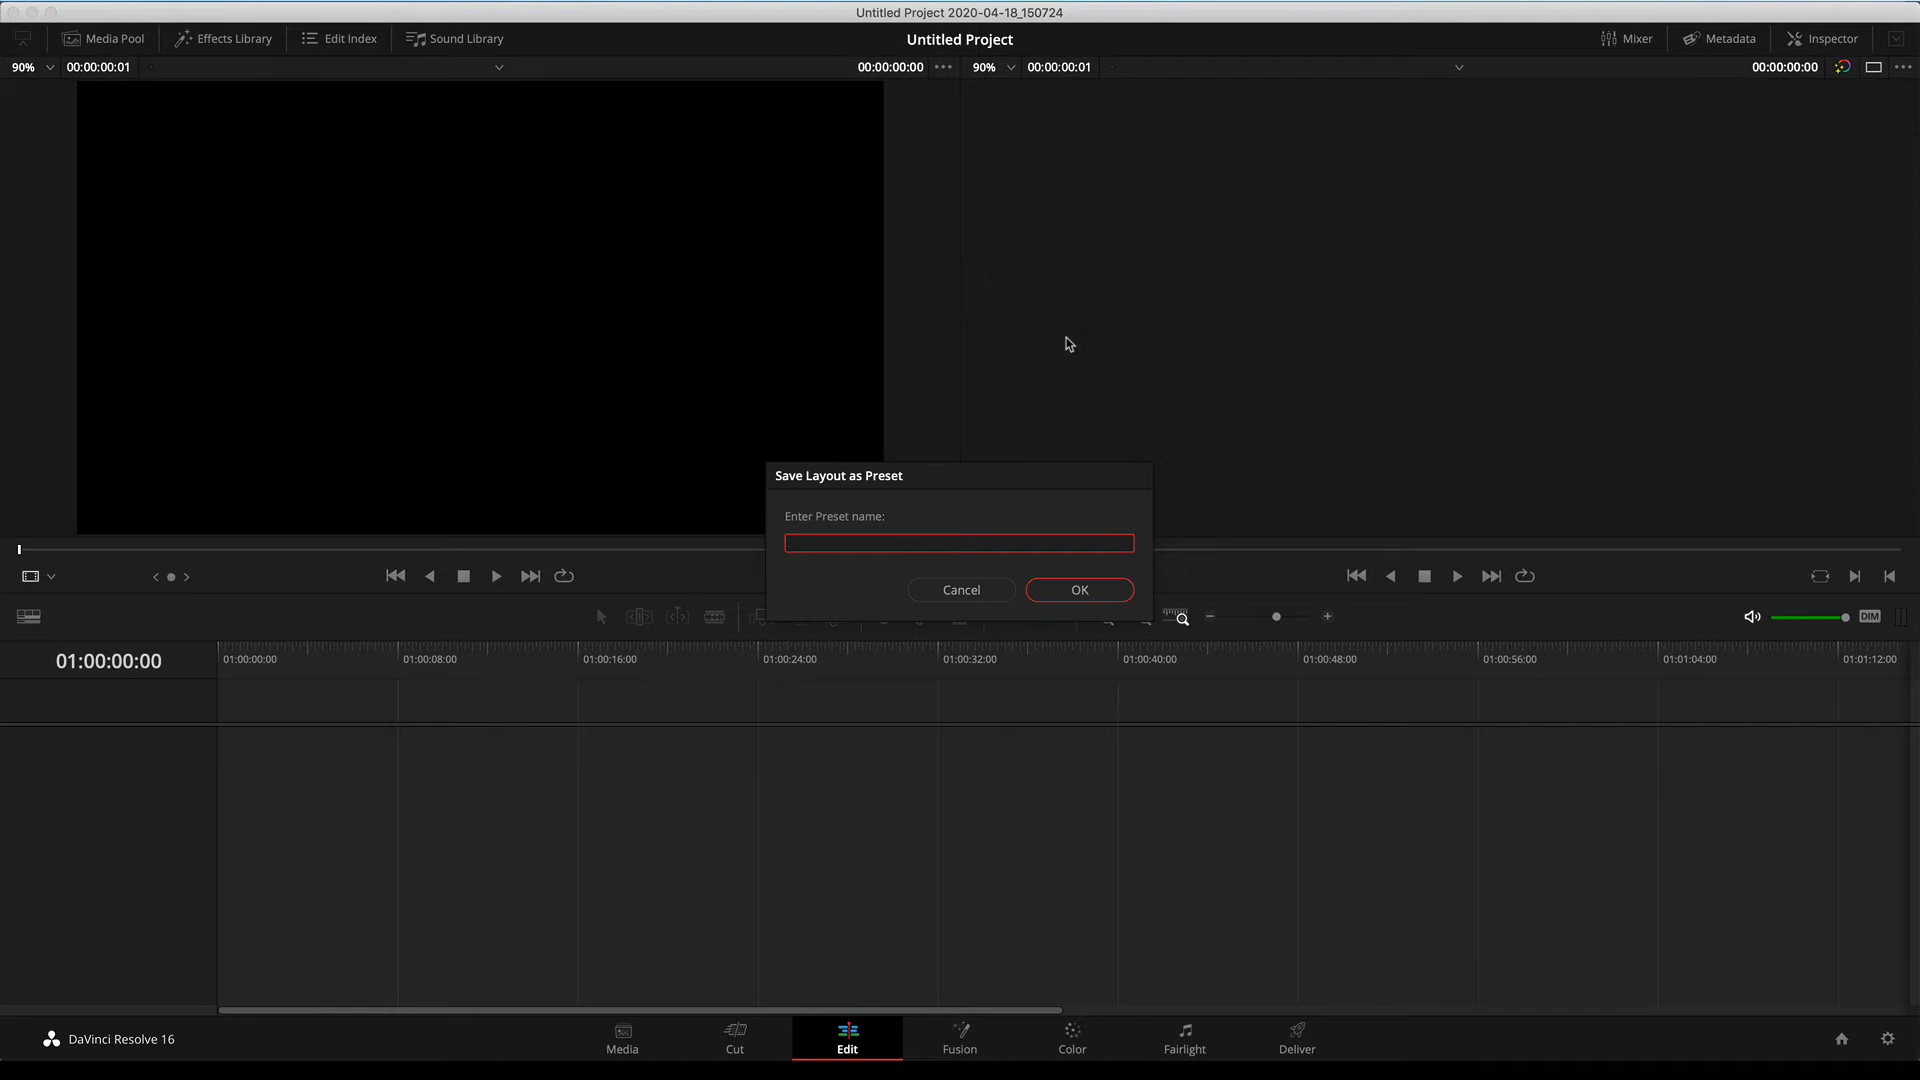 Untitled Project 2020-04-18_150724
Media Pool Effects Library Edit Index Sound Library Untitled Project Mixer Metadata Inspector
90% 00:00:00:01 00:00:00:00 90% 00:00:00:01 00:00:00:00
Save Layout as Preset
Enter Preset name:
Cancel OK
DIM
01:00:00:00 01:00:00:00 01:00:08:00 01:00:16:00 01:00:24:00 01:00:32:00 01:00:40:00 01:00:48:00 01:00:56:00 01:01:04:00 01:01:12:00
DaVinci Resolve 16 Media Cut Edit Fusion Color Fairlight Deliver